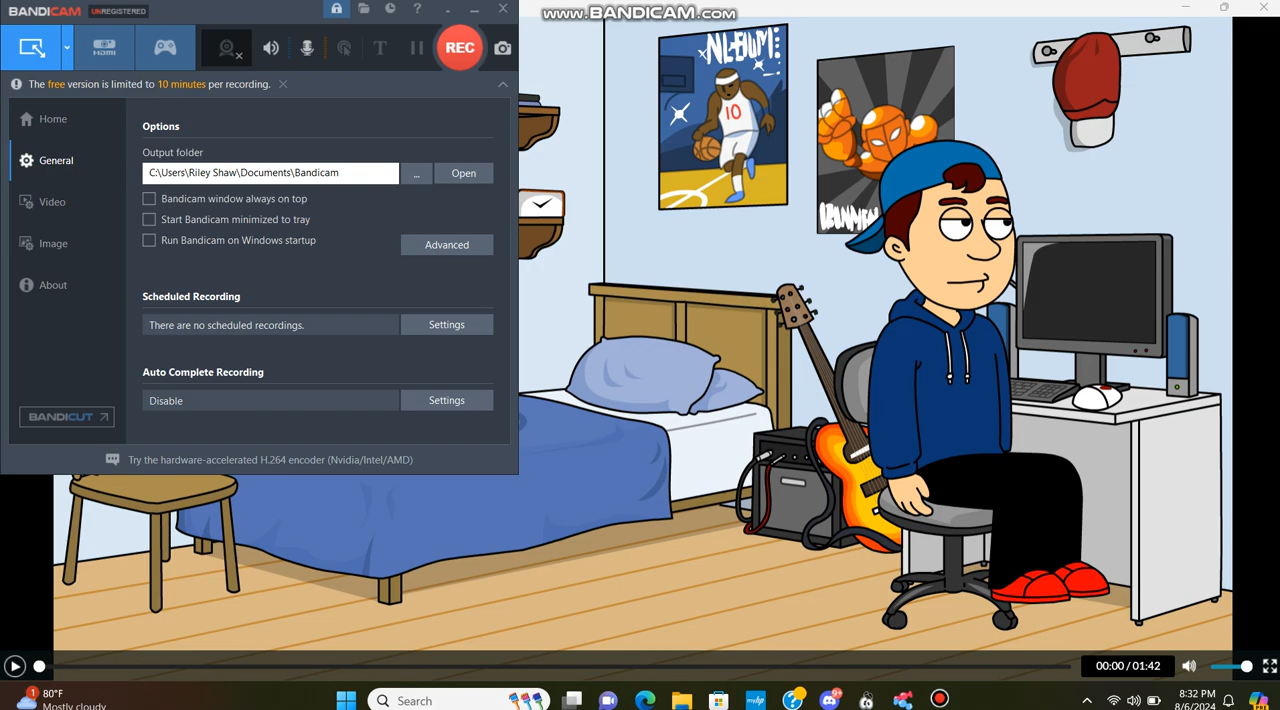 BANDICAM UNREGISTERED
www.BANDICAM.com
HDMI
T
REC
The free version is limited to 10 minutes per recording.
Home
General
Video
Image
About
BANDICUT
Options
Output folder
C:\Users\Riley Shaw\Documents\Bandicam
...
Open
Bandicam window always on top
Start Bandicam minimized to tray
Run Bandicam on Windows startup
Advanced
Scheduled Recording
There are no scheduled recordings.
Settings
Auto Complete Recording
Disable
Settings
Try the hardware-accelerated H.264 encoder (Nvidia/Intel/AMD)
10
00:00 / 01:42
1
80°F
Mostly cloudy
Search
myhp
8:32 PM
8/6/2024